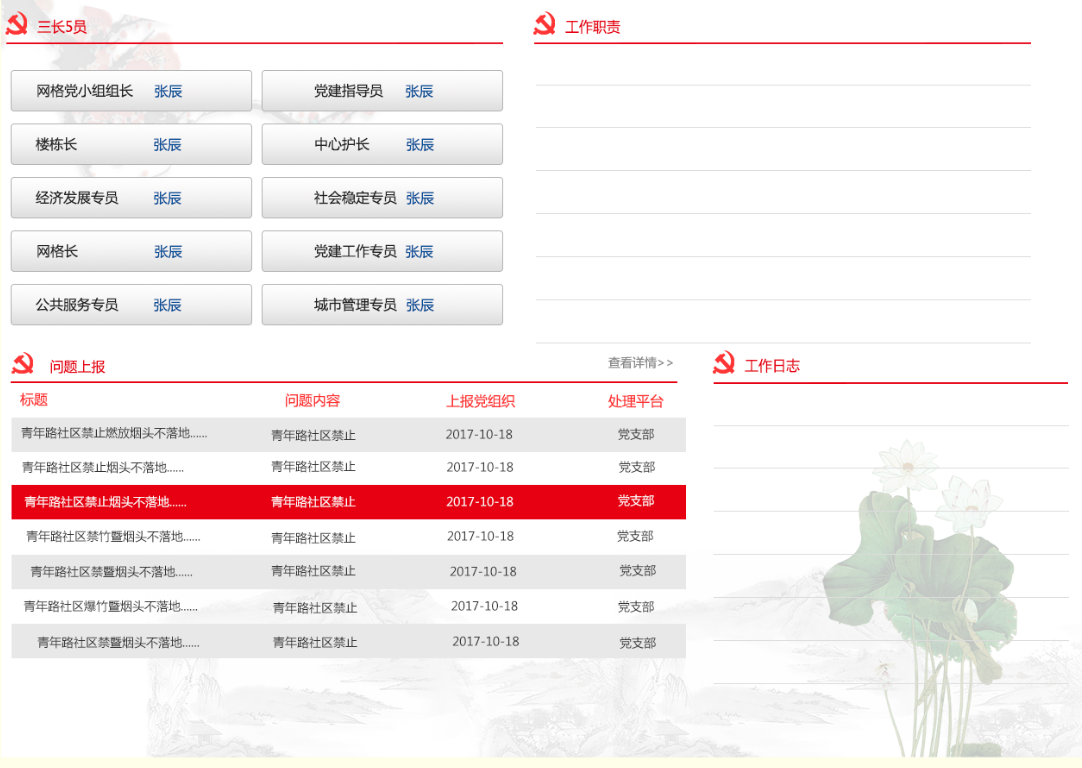 三长5员
工作职责
网格党小组组长 张辰 党建指导员 张辰
楼栋长 张辰 中心护长 张辰
经济发展专员 张辰 社会稳定专员 张辰
网格长 张辰 党建工作专员 张辰
公共服务专员 张辰 城市管理专员 张辰
问题上报 查看详情>>
标题 问题内容 上报党组织 处理平台
青年路社区禁止燃放烟头不落地...... 青年路社区禁止 2017-10-18 党支部
青年路社区禁止烟头不落地...... 青年路社区禁止 2017-10-18 党支部
青年路社区禁止烟头不落地...... 青年路社区禁止 2017-10-18 党支部
青年路社区禁竹暨烟头不落地...... 青年路社区禁止 2017-10-18 党支部
青年路社区禁暨烟头不落地...... 青年路社区禁止 2017-10-18 党支部
青年路社区爆竹暨烟头不落地...... 青年路社区禁止 2017-10-18 党支部
青年路社区禁暨烟头不落地...... 青年路社区禁止 2017-10-18 党支部
工作日志